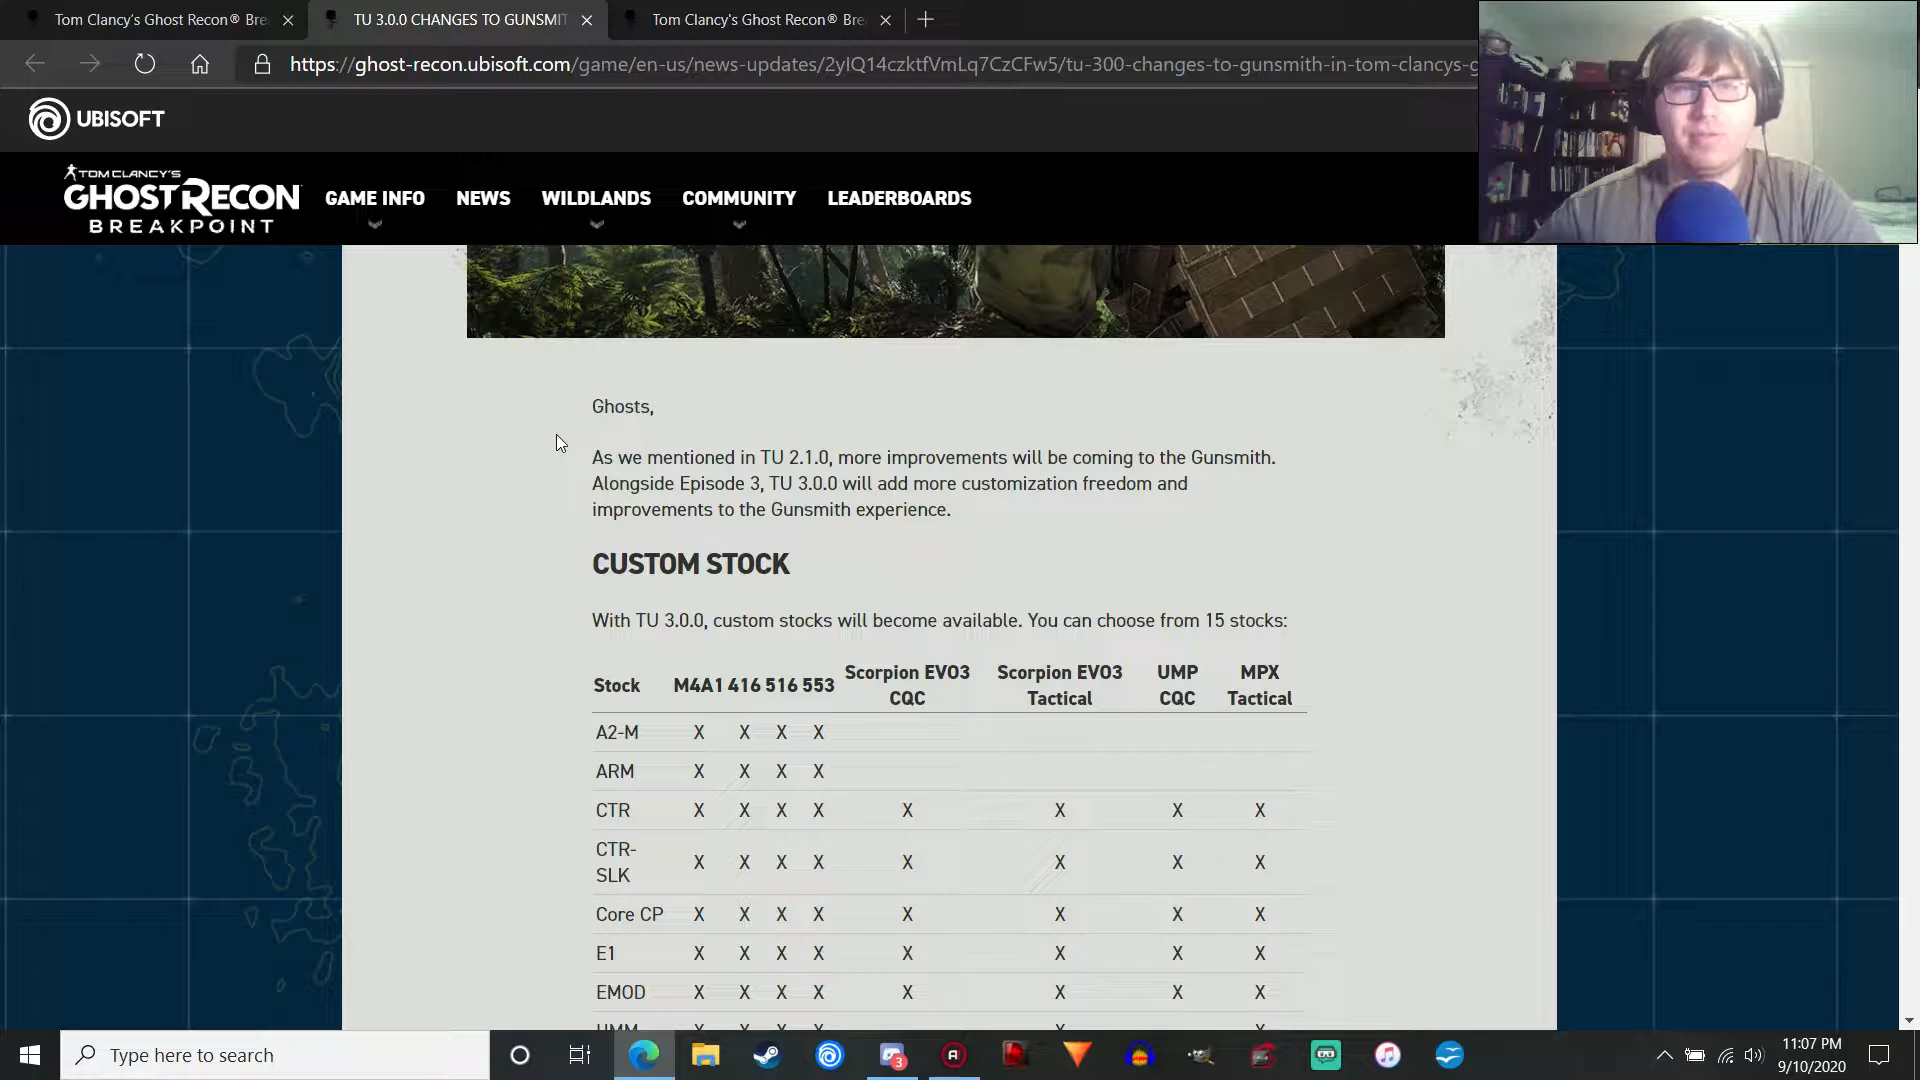 Tom Clancy's Ghost Recon® Bre
TU 3.0.0 CHANGES TO GUNSMIT
Tom Clancy's Ghost Recon® Bre
https://ghost-recon.ubisoft.com/game/en-us/news-updates/2yIQ14czktfVmLq7CzCFw5/tu-300-changes-to-gunsmith-in-tom-clancys-g
UBISOFT
TOM CLANCY'S
GHOST RECON
BREAKPOINT
GAME INFO NEWS WILDLANDS COMMUNITY LEADERBOARDS
Ghosts,
As we mentioned in TU 2.1.0, more improvements will be coming to the Gunsmith.
Alongside Episode 3, TU 3.0.0 will add more customization freedom and
improvements to the Gunsmith experience.
CUSTOM STOCK
With TU 3.0.0, custom stocks will become available. You can choose from 15 stocks:
Stock M4A1 416 516 553 Scorpion EVO3 CQC Scorpion EVO3 Tactical UMP CQC MPX Tactical
A2-M X X X X
ARM X X X X
CTR X X X X X X X X
CTR-SLK X X X X X X X X
Core CP X X X X X X X X
E1 X X X X X X X X
EMOD X X X X X X X X
UMM X X X X X X
Type here to search
3
11:07 PM
9/10/2020